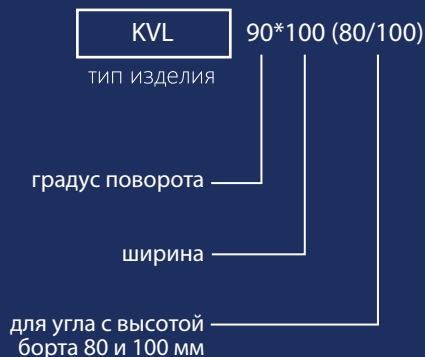 KVL 90*100 (80/100)
тип изделия
градус поворота
ширина
для угла с высотой
борта 80 и 100 мм